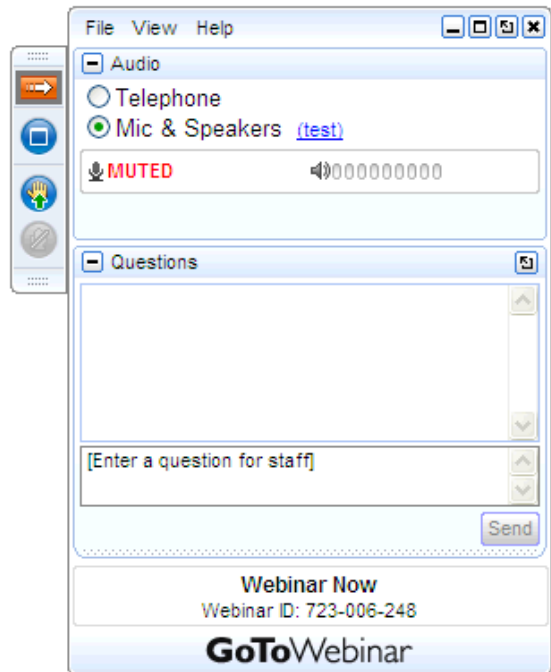 File View Help
Audio
Telephone
Mic & Speakers (test)
MUTED 000000000
Questions
[Enter a question for staff]
Send
Webinar Now
Webinar ID: 723-006-248
GoToWebinar